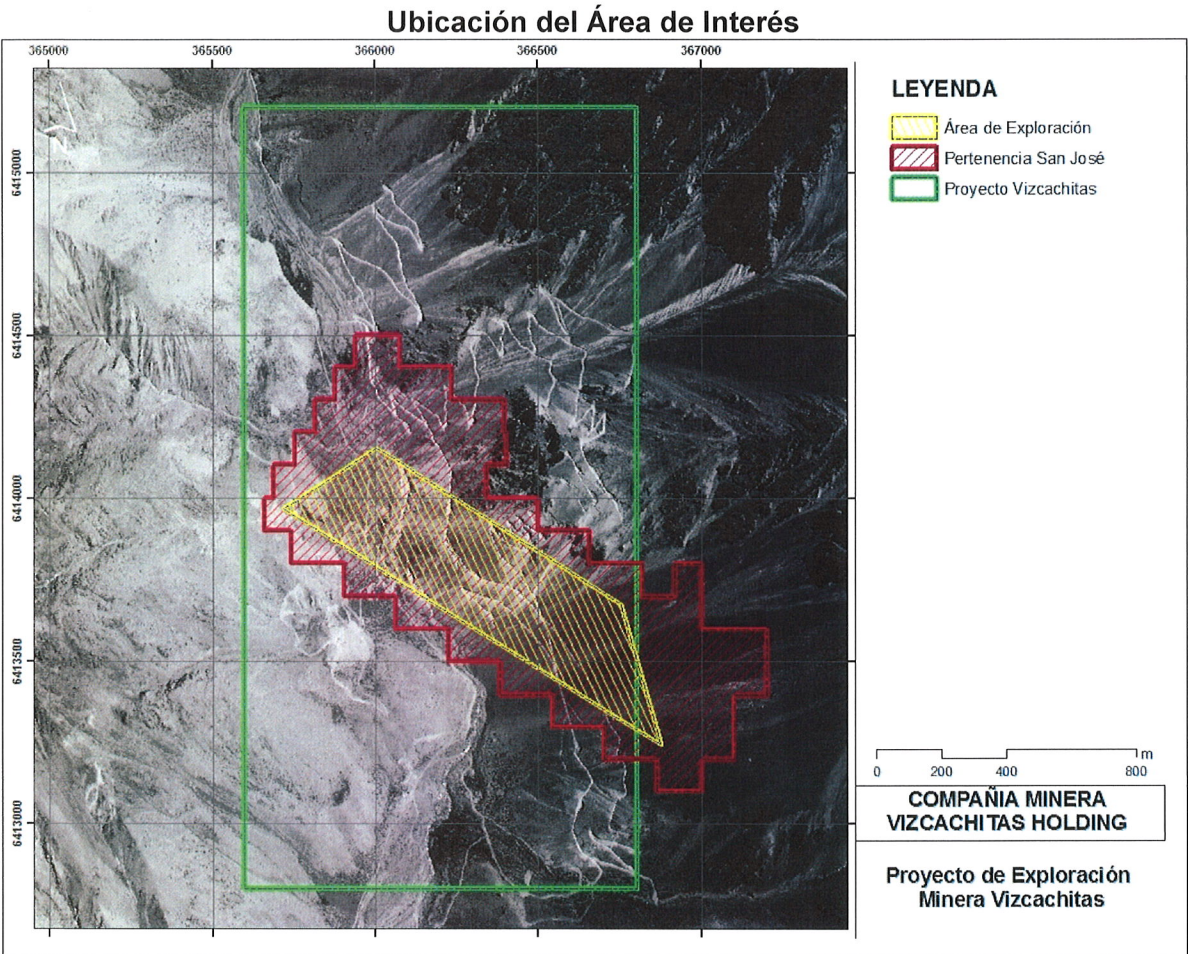 Ubicación del Área de Interés
365000 365500 366000 366500 367000
6415000
6414500
6414000
6413500
6413000
LEYENDA
Área de Exploración
Pertenencia San José
Proyecto Vizcachitas
m
0 200 400 800
COMPAÑIA MINERA
VIZCACHITAS HOLDING
Proyecto de Exploración
Minera Vizcachitas